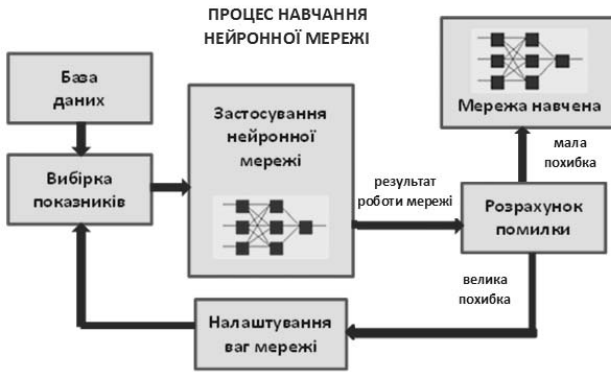 ПРОЦЕС НАВЧАННЯ
НЕЙРОННОЇ МЕРЕЖІ
База
даних
Вибірка
показників
Застосування
нейронної
мережі
результат
роботи мережі
Розрахунок
помилки
мала
похибка
Мережа навчена
велика
похибка
Налаштування
ваг мережі